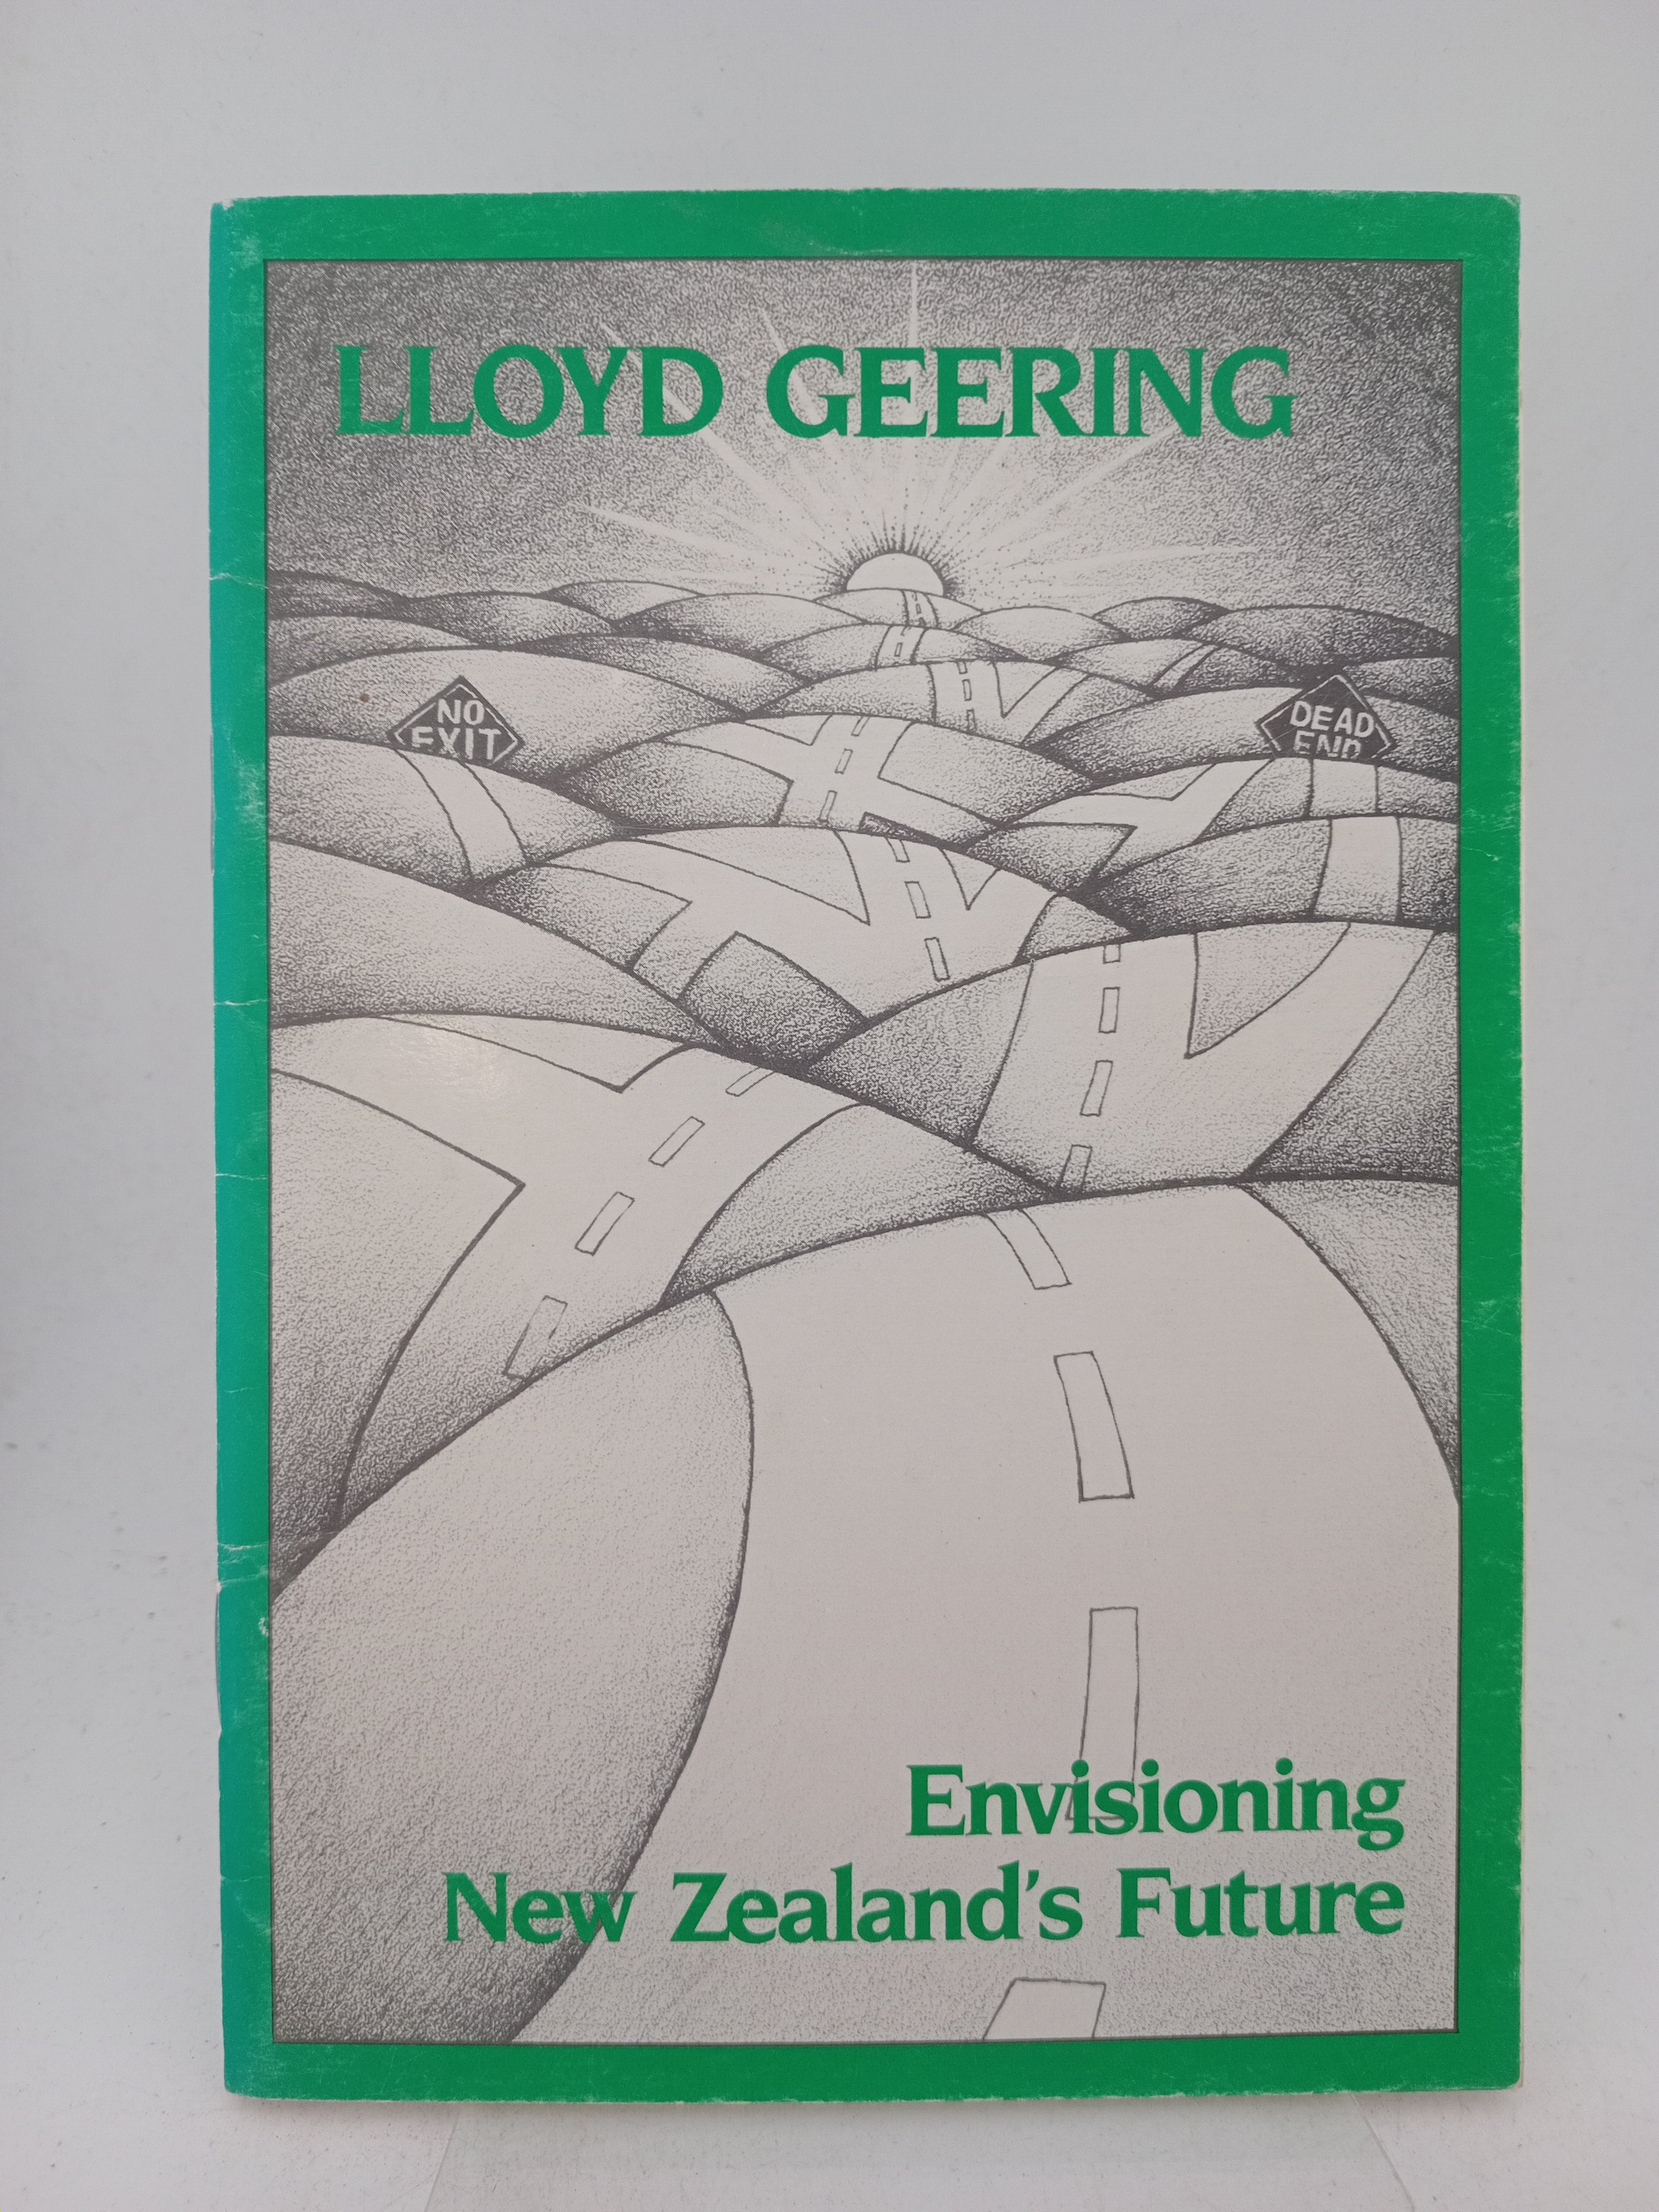 LLOYD GEERING
NO
EXIT
DEAD
END
Envisioning
New Zealand's Future